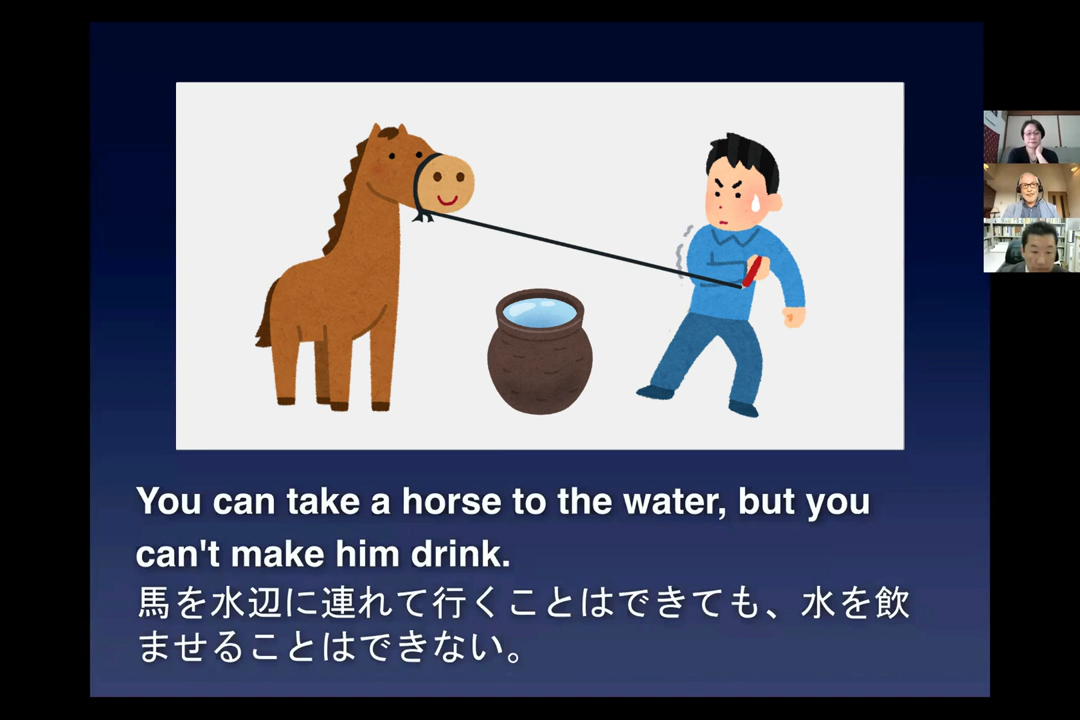 You can take a horse to the water, but you
can't make him drink.
馬を水辺に連れて行くことはできても、水を飲
ませることはできない。